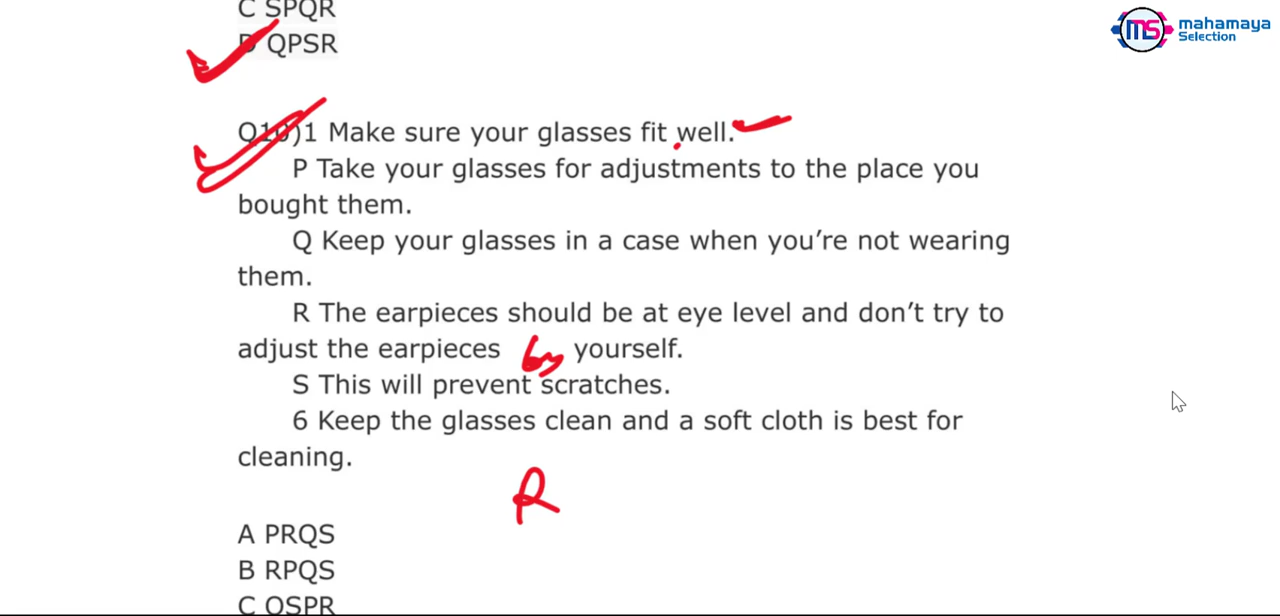 C SPQR
D QPSR
mahamaya
MS Selection
Q10)1 Make sure your glasses fit well.
P Take your glasses for adjustments to the place you
bought them.
Q Keep your glasses in a case when you’re not wearing
them.
R The earpieces should be at eye level and don’t try to
adjust the earpieces by yourself.
S This will prevent scratches.
6 Keep the glasses clean and a soft cloth is best for
cleaning.
R
A PRQS
B RPQS
C QSPR